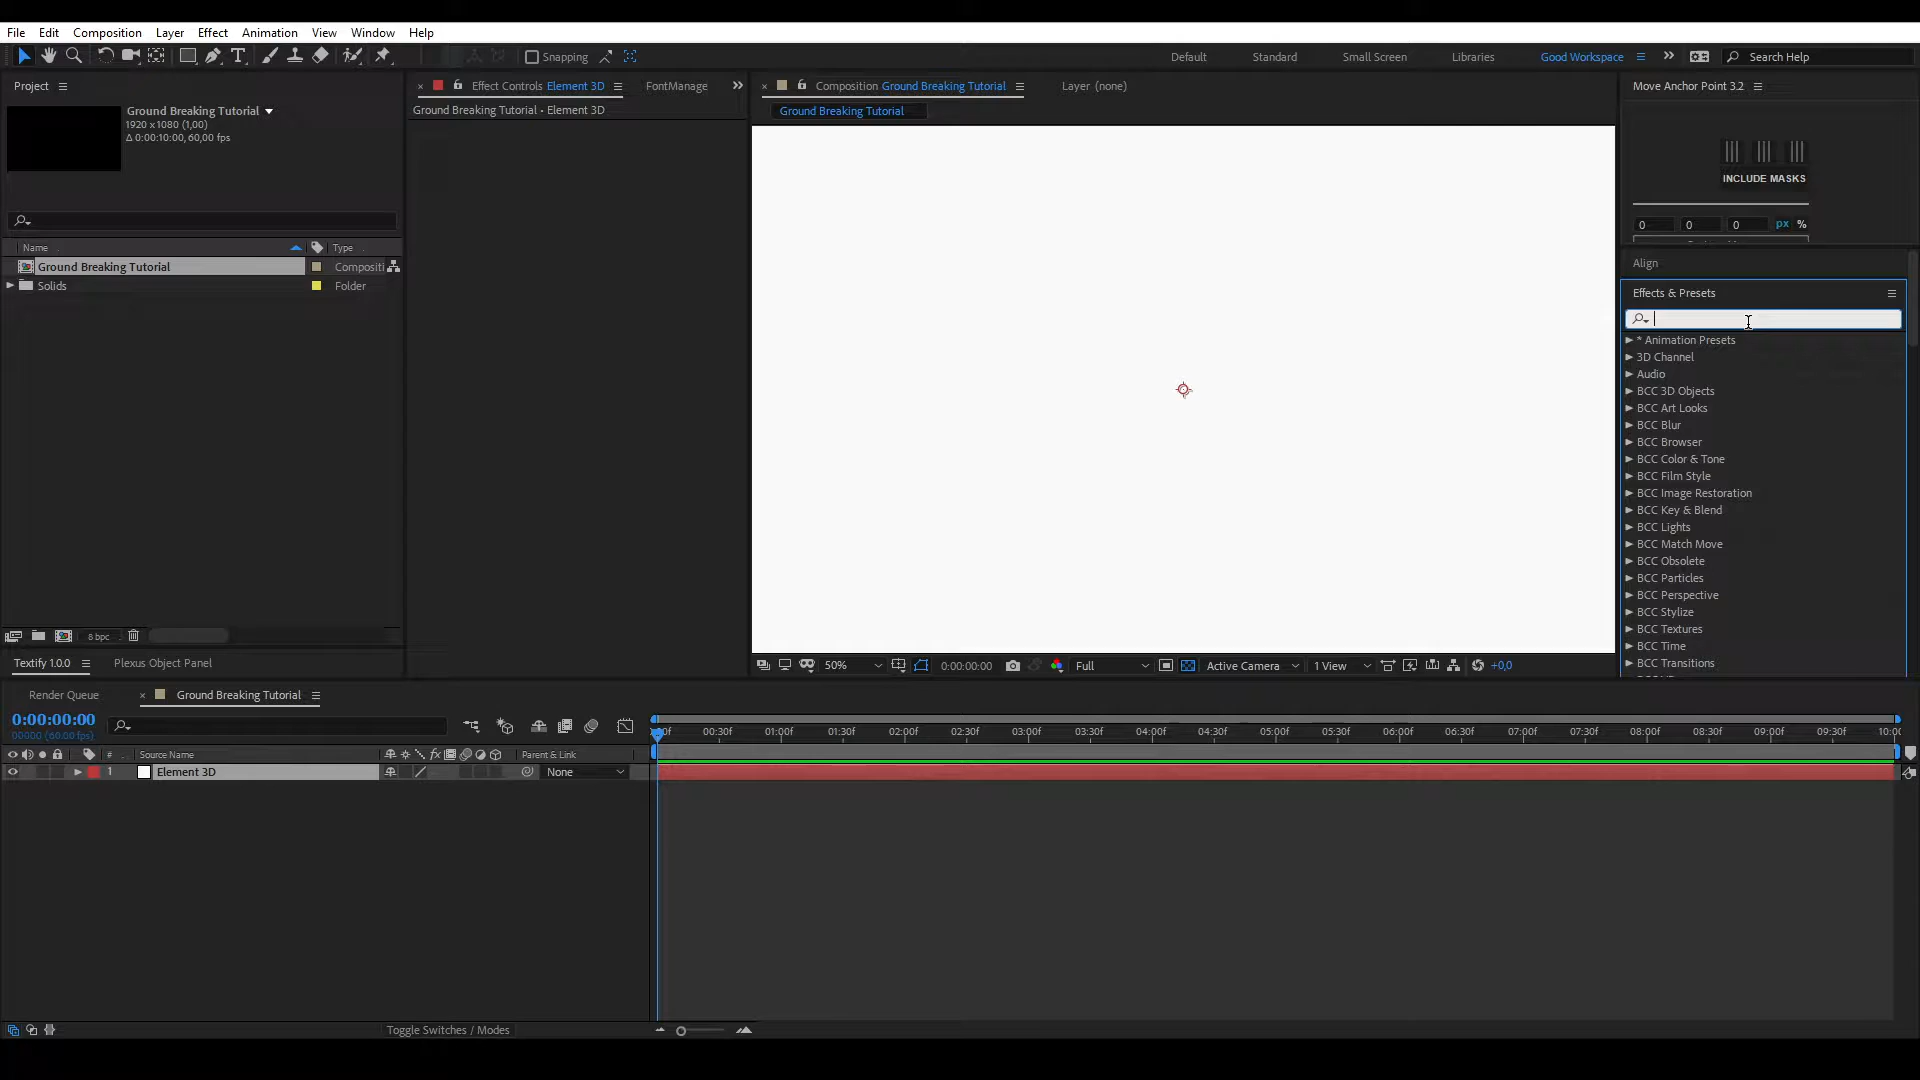 File Edit Composition Layer Effect Animation View Window Help
Snapping
Default Standard Small Screen Libraries Good Workspace Search Help
Project
Ground Breaking Tutorial
1920 x 1080 (1,00)
Δ 0:00:10:00, 60,00 fps
Name Type
Ground Breaking Tutorial Compositi
Solids Folder
8 bpc
Textify 1.0.0 Plexus Object Panel
Effect Controls Element 3D FontManage
Ground Breaking Tutorial • Element 3D
Composition Ground Breaking Tutorial Layer (none)
Ground Breaking Tutorial
50% 0:00:00:00 Full Active Camera 1 View +0,0
Move Anchor Point 3.2
INCLUDE MASKS
0 0 0 px %
Align
Effects & Presets
* Animation Presets
3D Channel
Audio
BCC 3D Objects
BCC Art Looks
BCC Blur
BCC Browser
BCC Color & Tone
BCC Film Style
BCC Image Restoration
BCC Key & Blend
BCC Lights
BCC Match Move
BCC Obsolete
BCC Particles
BCC Perspective
BCC Stylize
BCC Textures
BCC Time
BCC Transitions
Render Queue Ground Breaking Tutorial
0:00:00:00
00000 (60.00 fps)
# Source Name fx Parent & Link
1 Element 3D None
00:30f 01:00f 01:30f 02:00f 02:30f 03:00f 03:30f 04:00f 04:30f 05:00f 05:30f 06:00f 06:30f 07:00f 07:30f 08:00f 08:30f 09:00f 09:30f 10:00
Toggle Switches / Modes